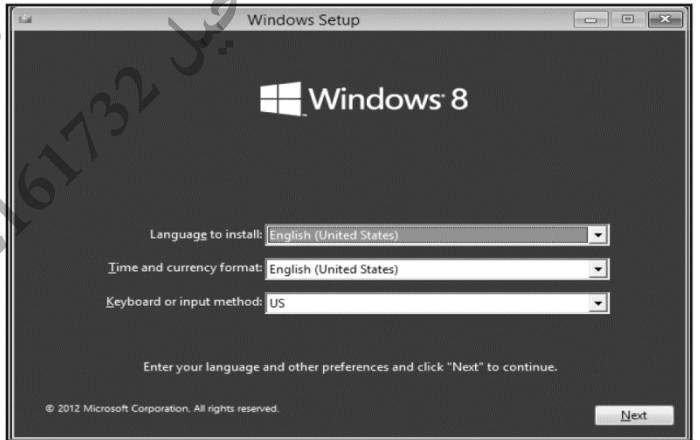 Windows Setup
Windows 8
Language to install: English (United States)
Time and currency format: English (United States)
Keyboard or input method: US
Enter your language and other preferences and click "Next" to continue.
© 2012 Microsoft Corporation. All rights reserved.
Next
61732